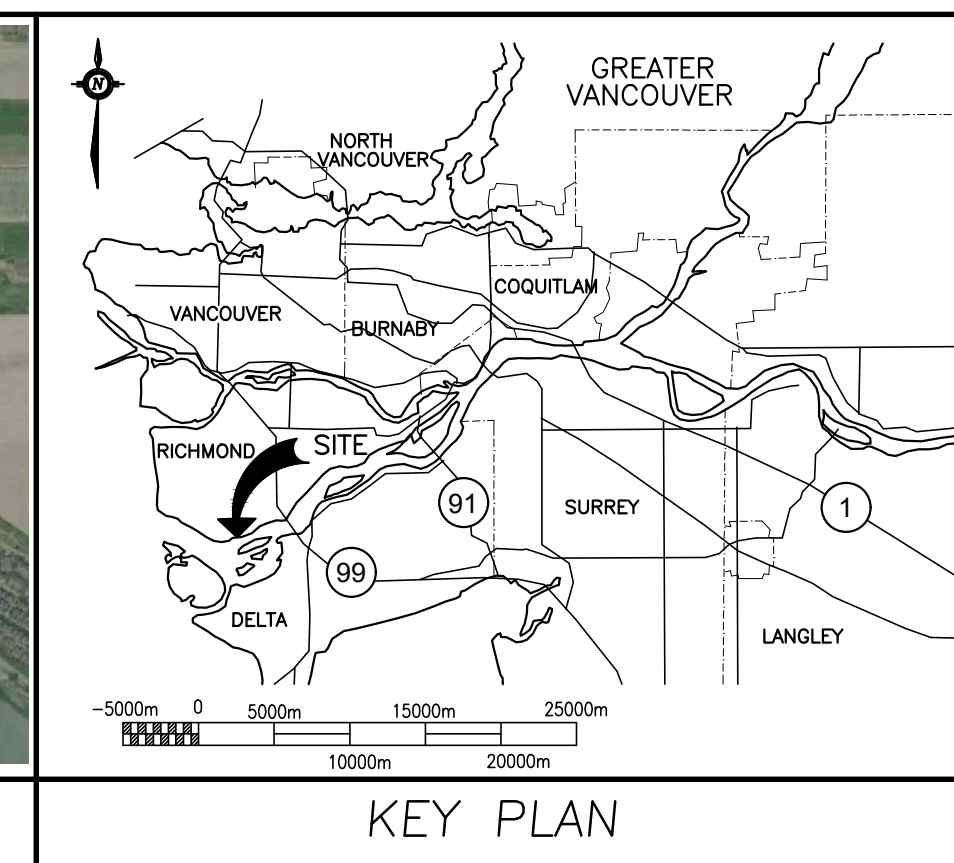 N
GREATER
VANCOUVER
NORTH
VANCOUVER
COQUITLAM
VANCOUVER
BURNABY
RICHMOND
SITE
91
SURREY
1
99
DELTA
LANGLEY
-5000m 0 5000m 15000m 25000m
10000m 20000m
KEY PLAN